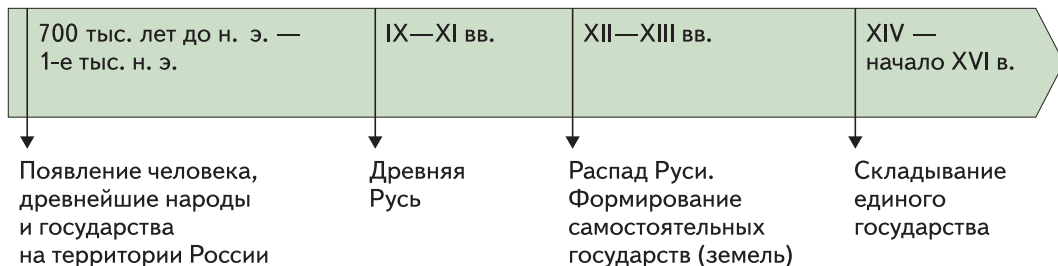 700 тыс. лет до н. э. —
1-е тыс. н. э.
IX—XI вв.
XII—XIII вв.
XIV —
начало XVI в.
Появление человека,
древнейшие народы
и государства
на территории России
Древняя
Русь
Распад Руси.
Формирование
самостоятельных
государств (земель)
Складывание
единого
государства